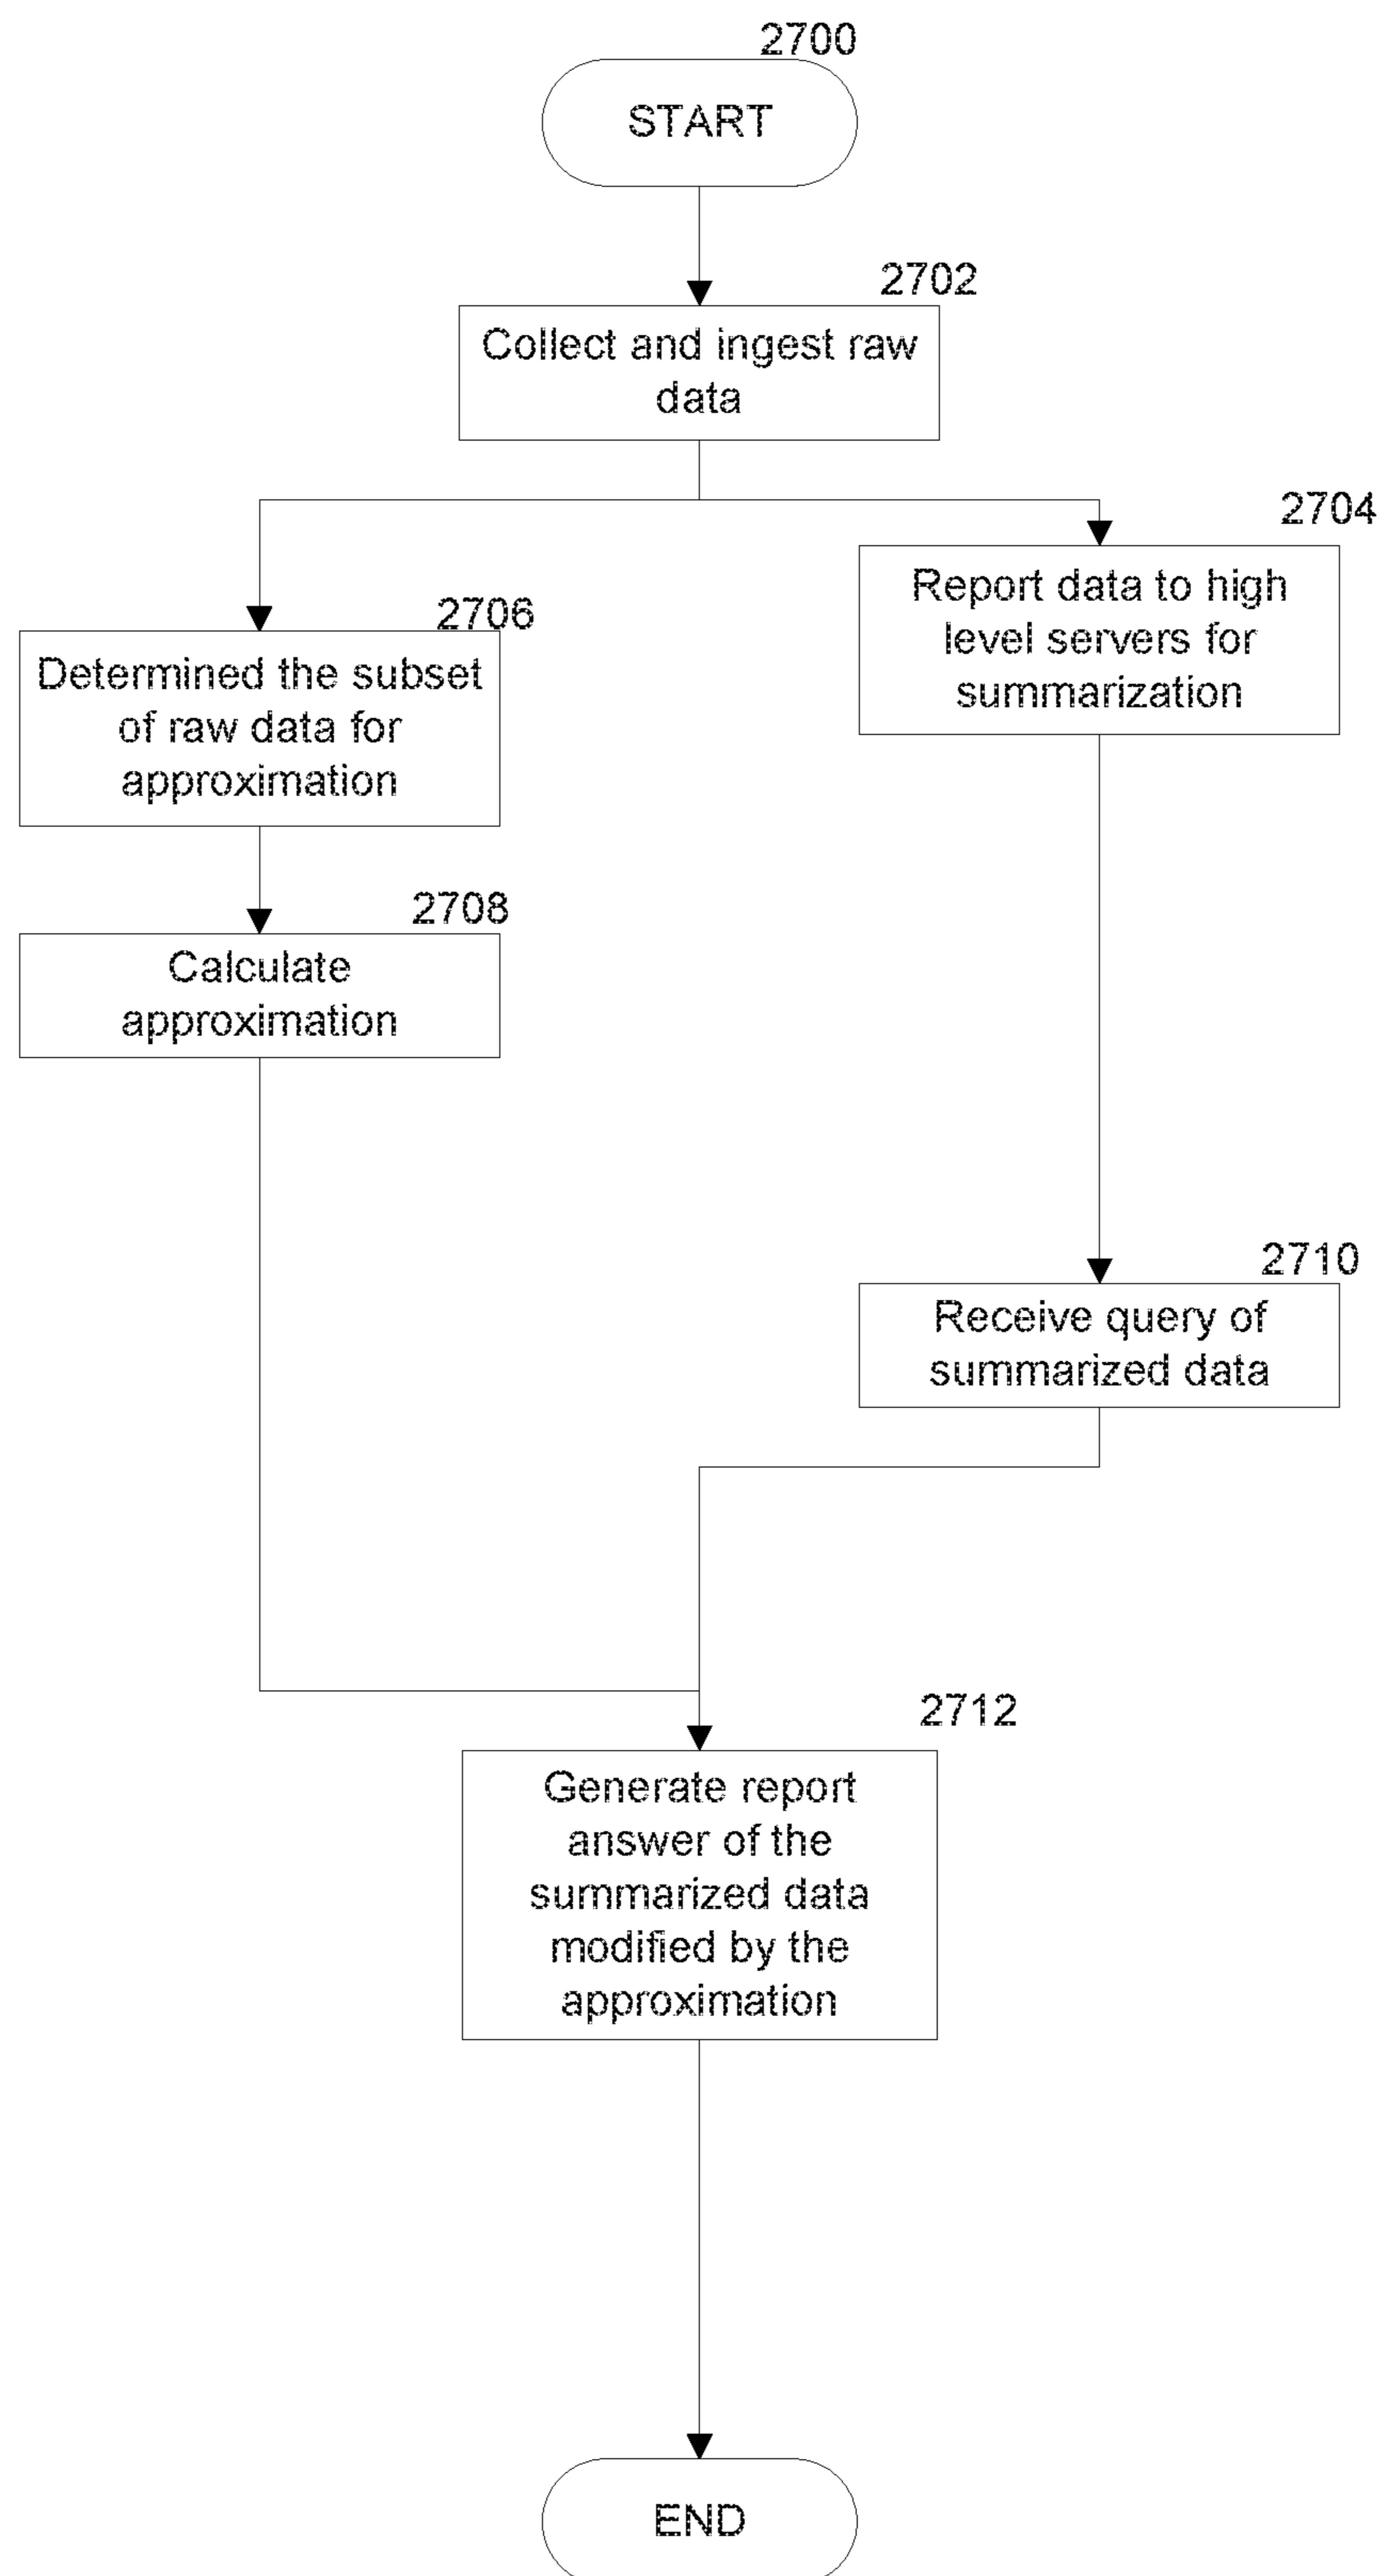 2700
START
2702
Collect and ingest raw
data
2704
Report data to high
level servers for
summarization
2706
Determined the subset
of raw data for
approximation
2708
Calculate
approximation
2710
Receive query of
summarized data
2712
Generate report
answer of the
summarized data
modified by the
approximation
END